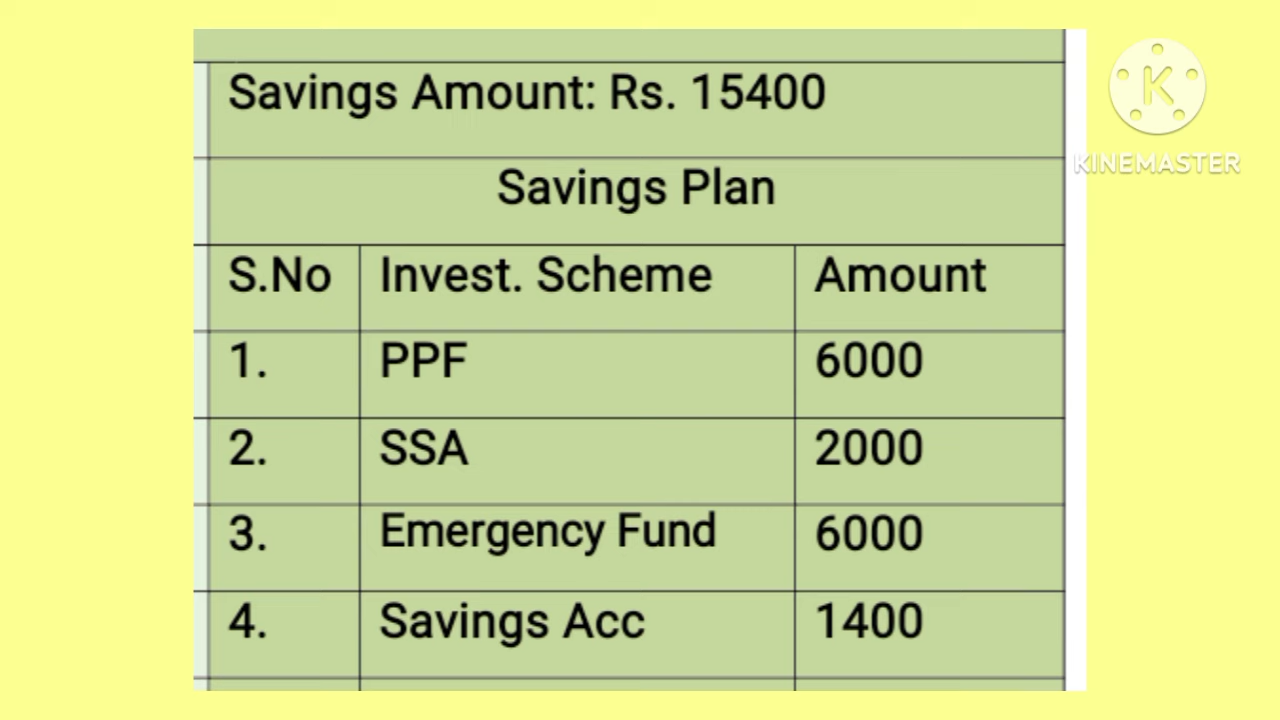 Savings Amount: Rs. 15400
KINEMASTER
Savings Plan
S.No Invest. Scheme Amount
1. PPF 6000
2. SSA 2000
3. Emergency Fund 6000
4. Savings Acc 1400